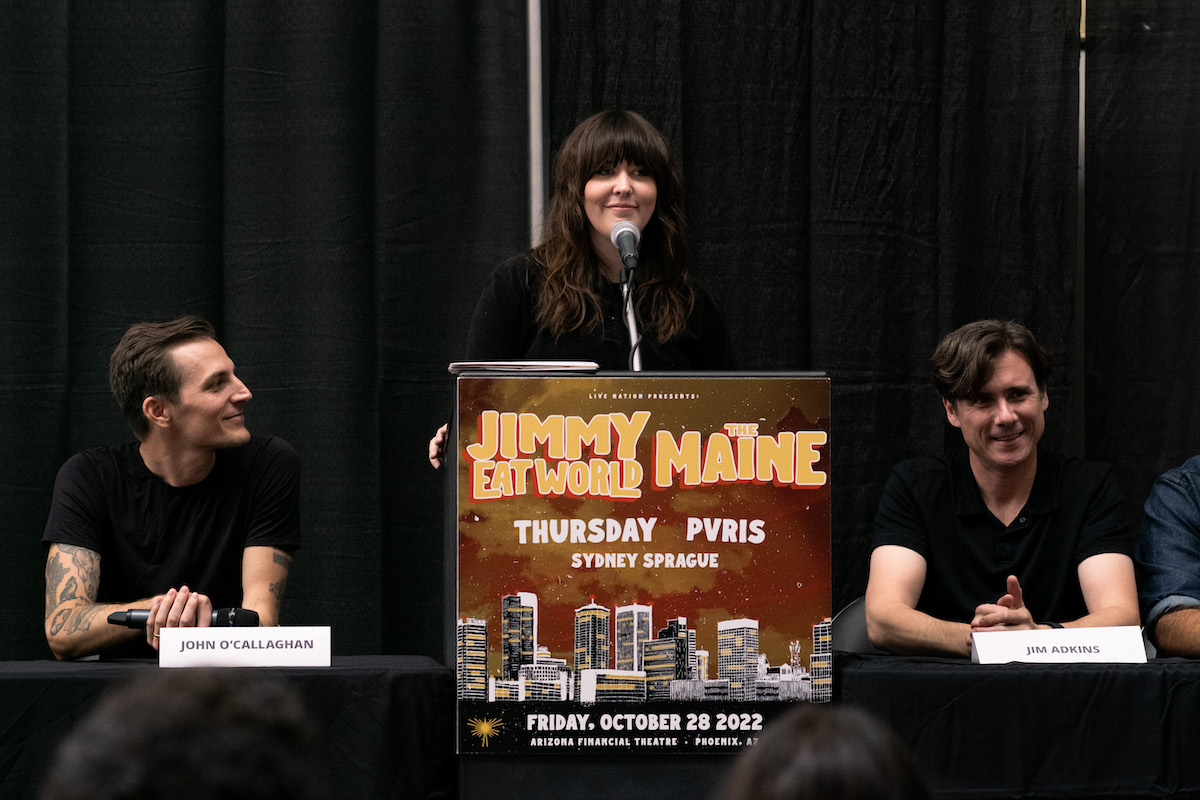 LIVE NATION PRESENTS:
JIMMY
EAT WORLD
THE
MAINE
THURSDAY PVRIS
SYDNEY SPRAGUE
JOHN O'CALLAGHAN
JIM ADKINS
FRIDAY, OCTOBER 28 2022
ARIZONA FINANCIAL THEATRE · PHOENIX, AZ